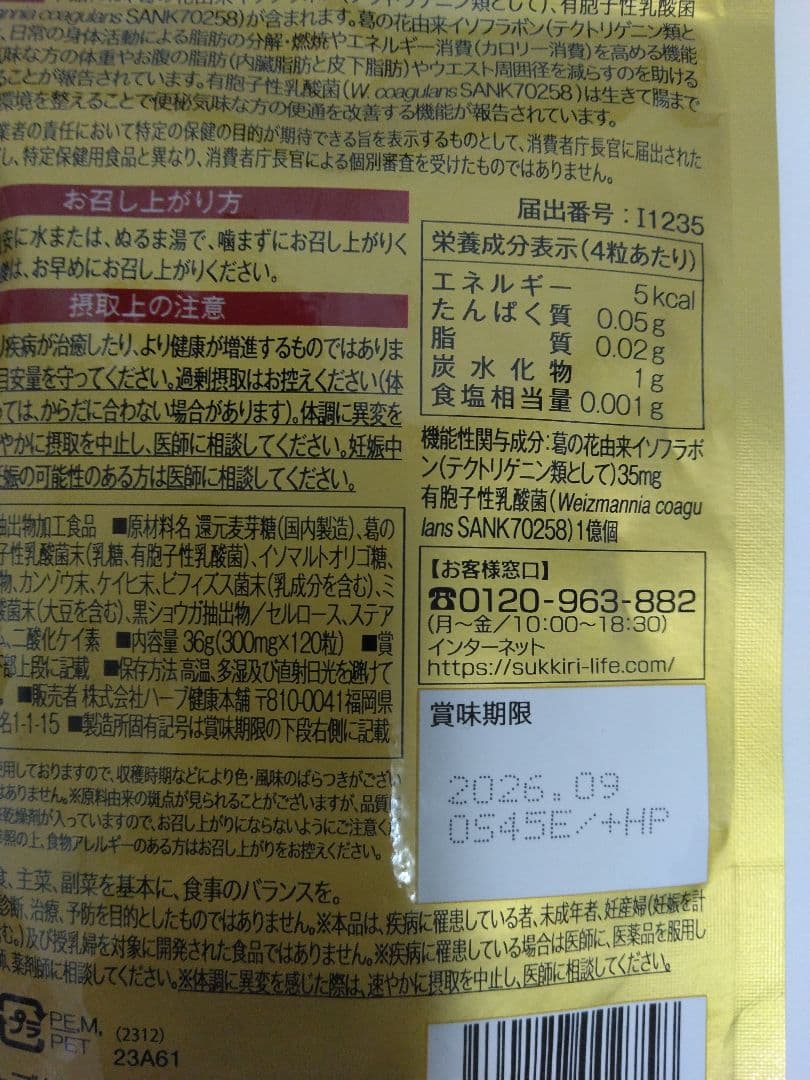 nnia coagulans SANK70258)が含まれます。葛の花由来イソフラボン(テクトリゲニン類と
、日常の身体活動による脂肪の分解・燃焼やエネルギー消費(カロリー消費)を高める機能
気味な方の体重やお腹の脂肪(内臓脂肪と皮下脂肪)やウエスト周囲径を減らすのを助ける
ることが報告されています。有胞子性乳酸菌(W. coagulans SANK70258)は生きて腸まで
環境を整えることで便秘気味な方の便通を改善する機能が報告されています。
業者の責任において特定の保健の目的が期待できる旨を表示するものとして、消費者庁長官に届出された
し、特定保健用食品と異なり、消費者庁長官による個別審査を受けたものではありません。
お召し上がり方
安に水または、ぬるま湯で、噛まずにお召し上がりく
は、お早めにお召し上がりください。
摂取上の注意
り疾病が治癒したり、より健康が増進するものではありま
目安量を守ってください。過剰摂取はお控えください(体
ては、からだに合わない場合があります)。体調に異変を
やかに摂取を中止し、医師に相談してください。妊娠中
妊娠の可能性のある方は医師に相談してください。
抽出物加工食品 ■原材料名 還元麦芽糖(国内製造)、葛の
子性乳酸菌末(乳糖、有胞子性乳酸菌)、イソマルトオリゴ糖、
物、カンゾウ末、ケイヒ末、ビフィズス菌末(乳成分を含む)、ミ
酸菌末(大豆を含む)、黒ショウガ抽出物/セルロース、ステア
ム、二酸化ケイ素 ■内容量 36g(300mg×120粒) ■賞
部上段に記載 ■保存方法 高温、多湿及び直射日光を避けて
。■販売者 株式会社ハーブ健康本舗 〒810-0041福岡県
名1-1-15 ■製造所固有記号は賞味期限の下段右側に記載
使用しておりますので、収穫時期などにより色・風味のばらつきがござい
はありません。※原料由来の斑点が見られることがございますが、品質
乾燥剤が入っていますので、お召し上がりにならないようにご注意く
参照の上、食物アレルギーのある方はお召し上がりをお控えください。
届出番号:I1235
栄養成分表示(4粒あたり)
エネルギー 5kcal
たんぱく質 0.05g
脂質 0.02g
炭水化物 1g
食塩相当量 0.001g
機能性関与成分:葛の花由来イソフラボ
ン(テクトリゲニン類として)35mg
有胞子性乳酸菌(Weizmannia coagu
lans SANK70258)1億個
【お客様窓口】
☎0120-963-882
(月～金/10:00～18:30)
インターネット
https://sukkiri-life.com/
賞味期限
2026.09
0S45E/+HP
食、主菜、副菜を基本に、食事のバランスを。
診断、治療、予防を目的としたものではありません。※本品は、疾病に罹患している者、未成年者、妊産婦(妊娠を計
む。)及び授乳婦を対象に開発された食品ではありません。※疾病に罹患している場合は医師に、医薬品を服用し
師、薬剤師に相談してください。※体調に異変を感じた際は、速やかに摂取を中止し、医師に相談してください。
プラ
PE,M,
PET
(2312)
23A61